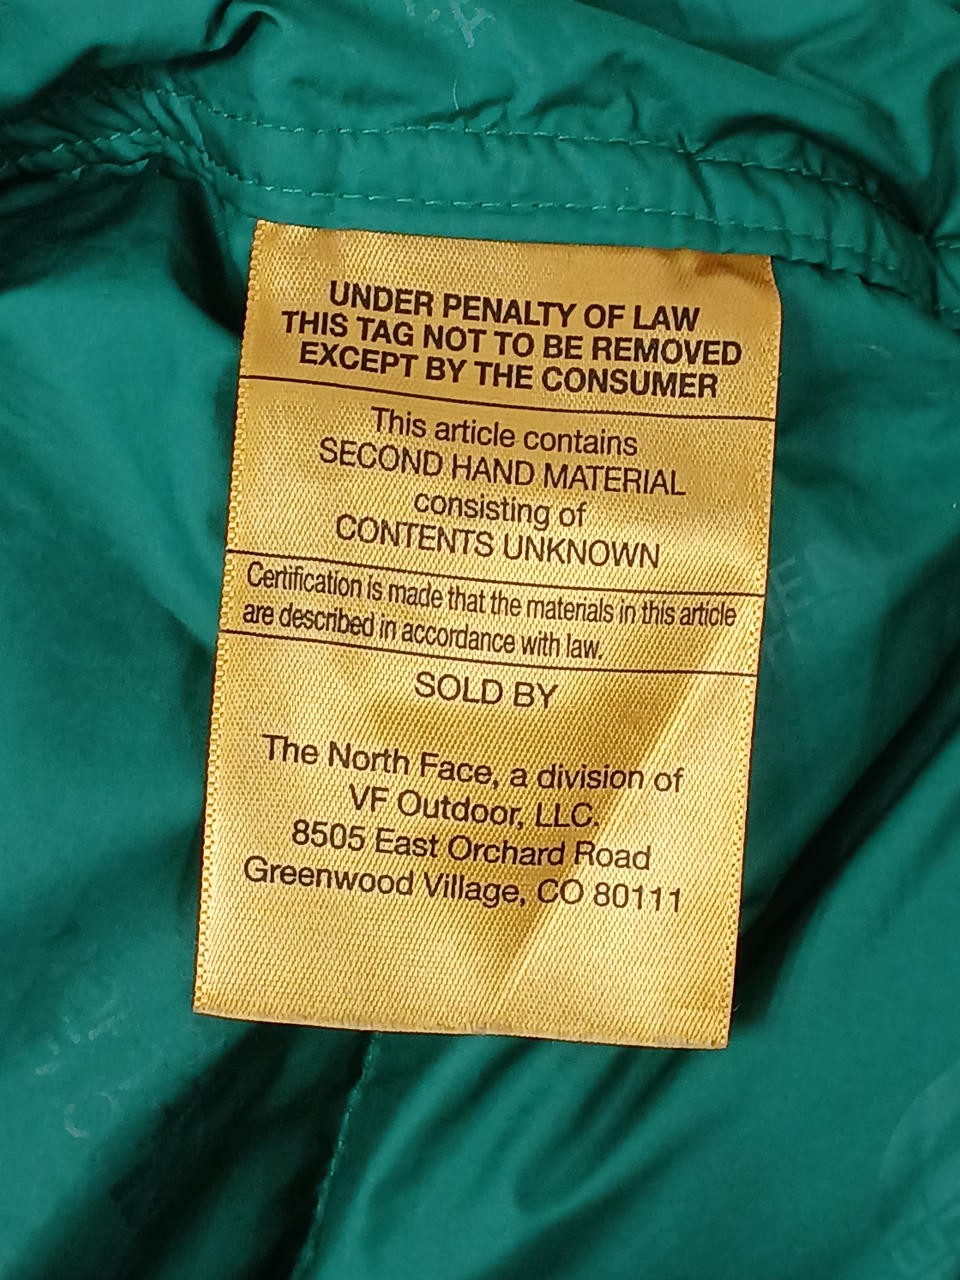 UNDER PENALTY OF LAW
THIS TAG NOT TO BE REMOVED
EXCEPT BY THE CONSUMER
This article contains
SECOND HAND MATERIAL
consisting of
CONTENTS UNKNOWN
Certification is made that the materials in this article
are described in accordance with law.
SOLD BY
The North Face, a division of
VF Outdoor, LLC.
8505 East Orchard Road
Greenwood Village, CO 80111